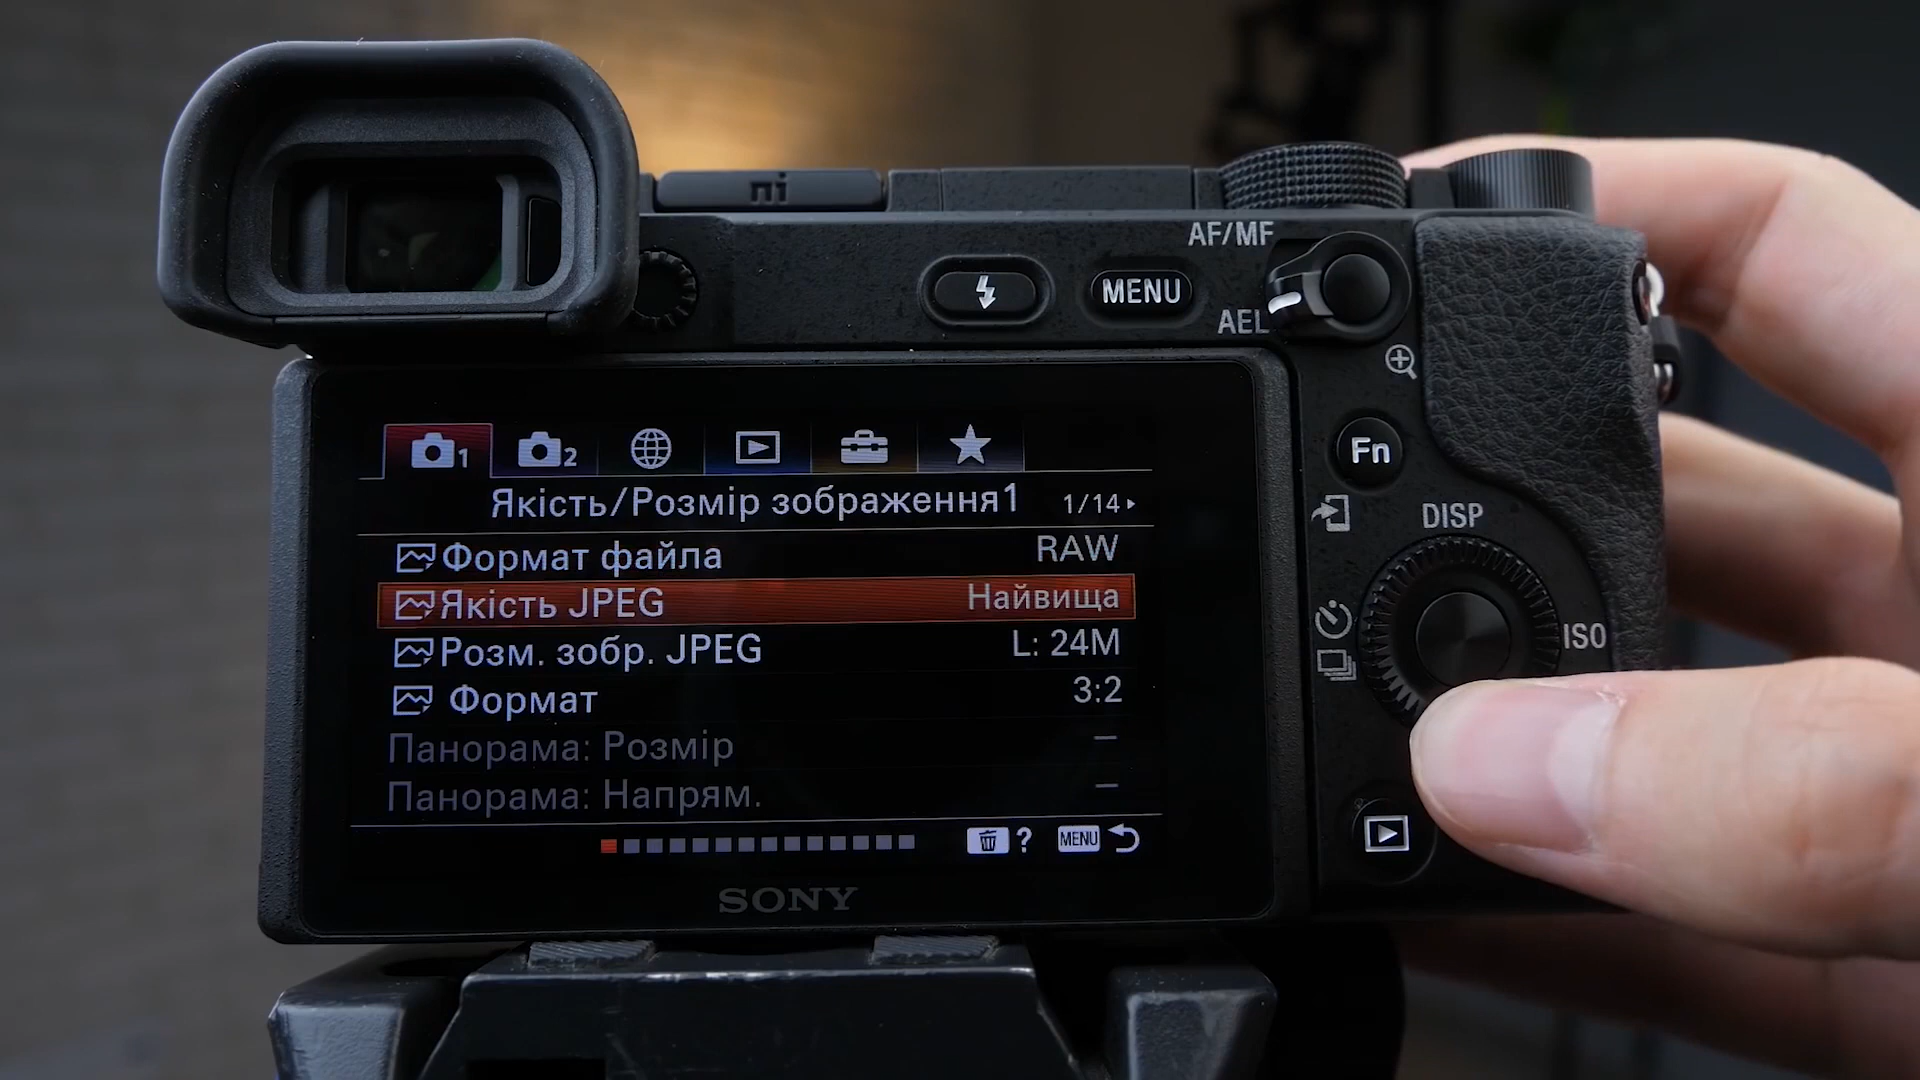 AF/MF
MENU
AEL
1 2
Якість/Розмір зображення1 1/14
Формат файла RAW
Якість JPEG Найвища
Розм. зобр. JPEG L: 24M
Формат 3:2
Панорама: Розмір –
Панорама: Напрям. –
? MENU
SONY
Fn
DISP
ISO